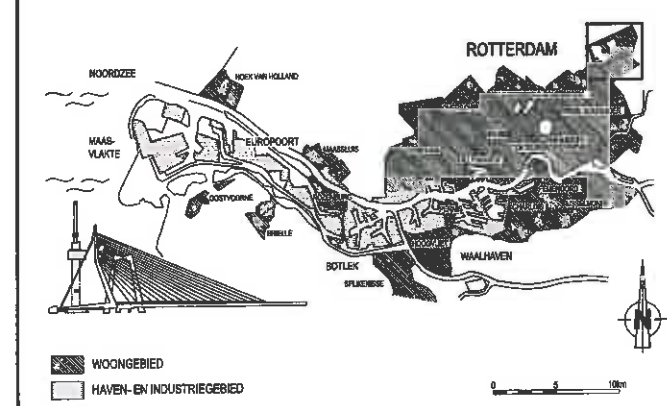 ROTTERDAM
NOORDZEE
HOEK VAN HOLLAND
MAAS-
VLAKTE
EUROPOORT
MAASSLUIS
OOSTVOORNE
BRIELLE
BOTLEK
WAALHAVEN
SPIJKENISSE
N
WOONGEBIED
HAVEN- EN INDUSTRIEGEBIED
0 5 10km